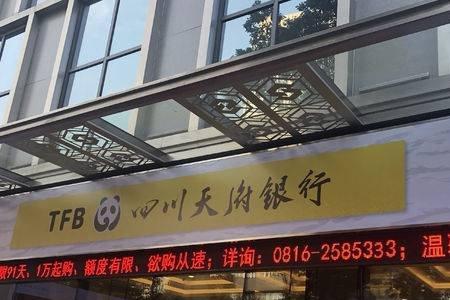 TFB 四川天府银行
限91天、1万起购、额度有限、欲购从速；详询：0816-2585333；温